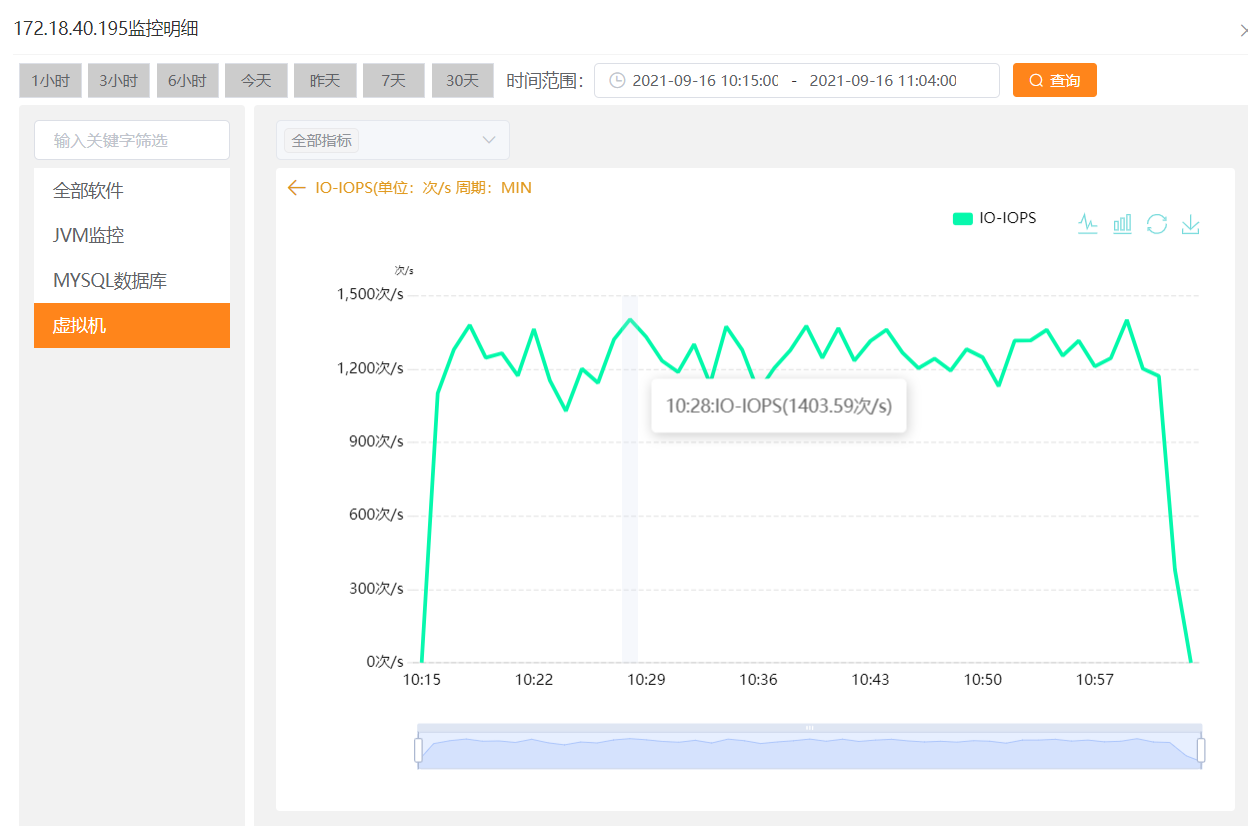 172.18.40.195监控明细
1小时 3小时 6小时 今天 昨天 7天 30天 时间范围： 2021-09-16 10:15:00 - 2021-09-16 11:04:00 查询
输入关键字筛选
全部软件
JVM监控
MYSQL数据库
虚拟机
全部指标
IO-IOPS(单位：次/s 周期：MIN
IO-IOPS
次/s
1,500次/s
1,200次/s
900次/s
600次/s
300次/s
0次/s
10:28:IO-IOPS(1403.59次/s)
10:15 10:22 10:29 10:36 10:43 10:50 10:57